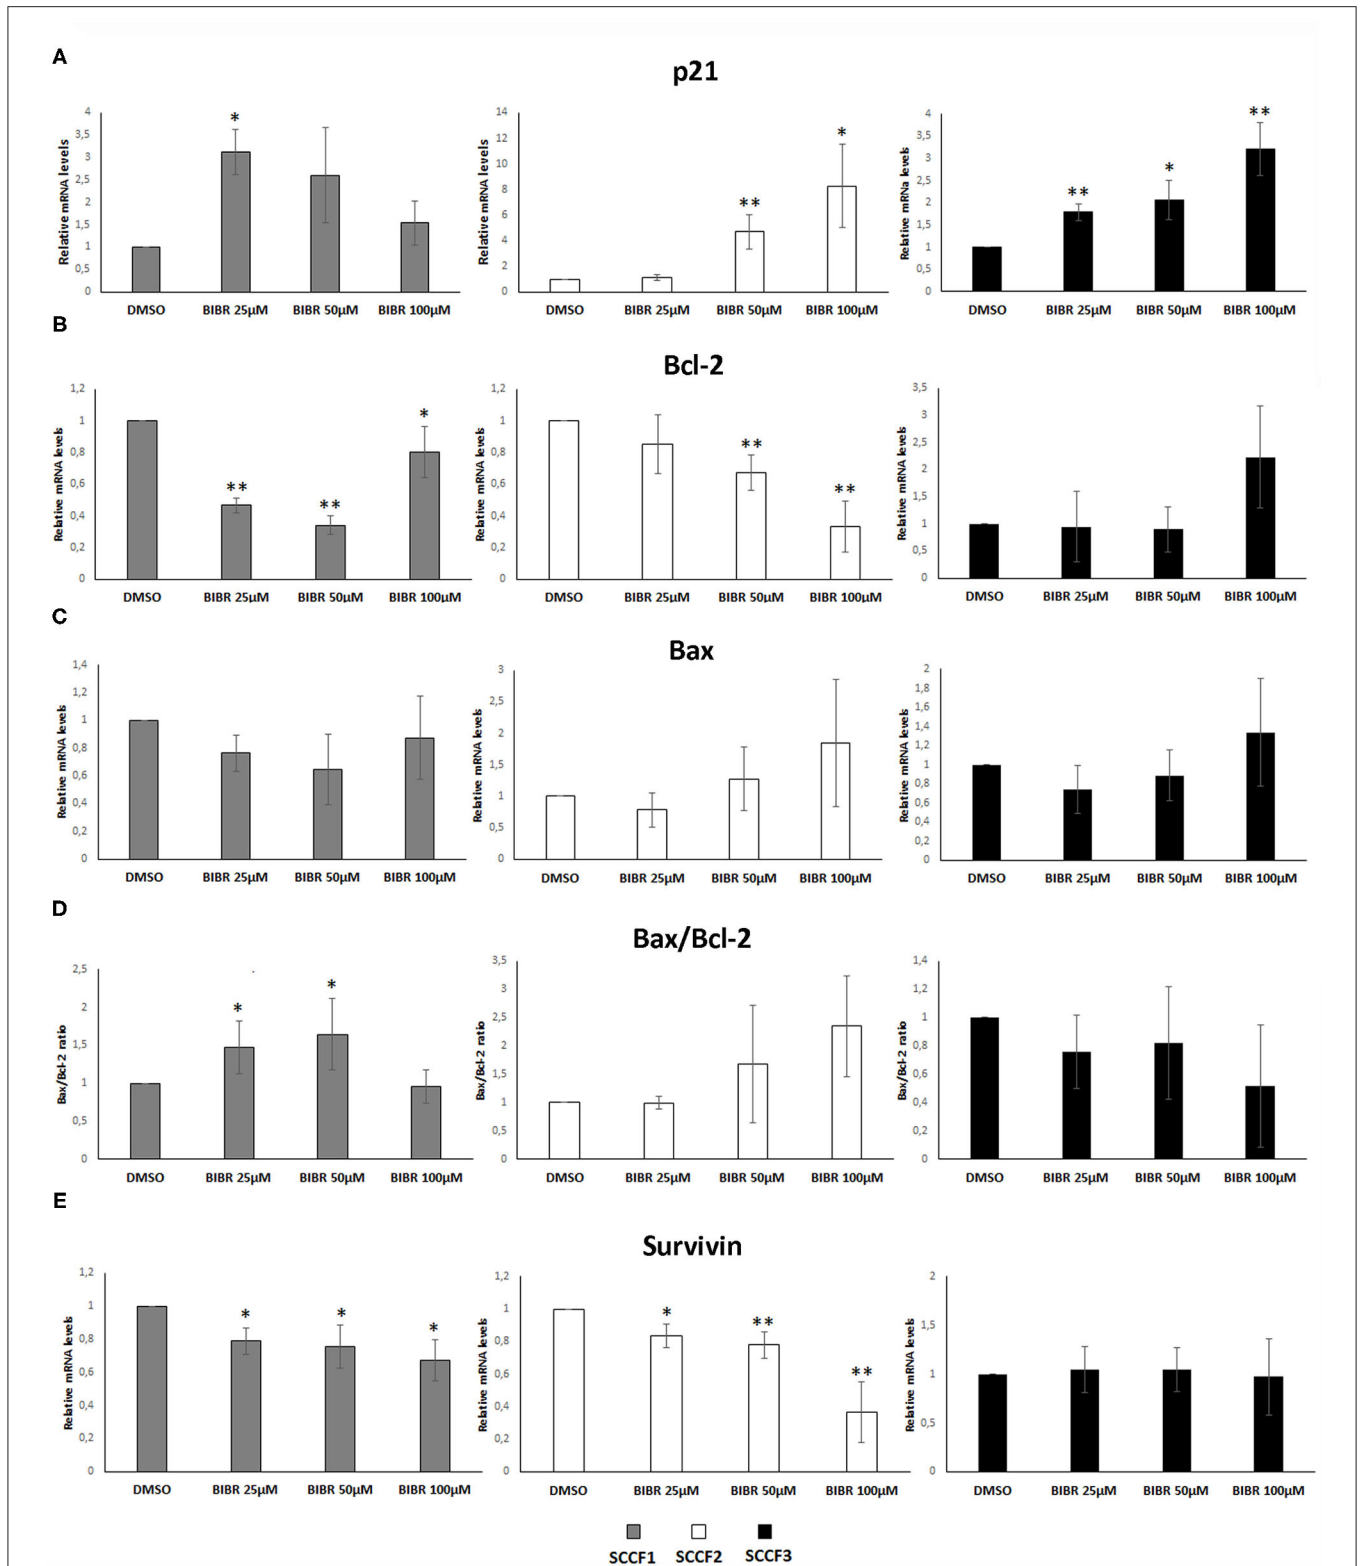 A
p21
Relative mRNA levels
4
3,5
3
2,5
2
1,5
1
0,5
0
*
DMSO BIBR 25µM BIBR 50µM BIBR 100µM
Relative mRNA levels
14
12
10
8
6
4
2
0
** *
DMSO BIBR 25µM BIBR 50µM BIBR 100µM
Relative mRNa levels
4
3,5
3
2,5
2
1,5
1
0,5
0
** * **
DMSO BIBR 25µM BIBR 50µM BIBR 100µM
B
Bcl-2
Relative mRNA levels
1,2
1
0,8
0,6
0,4
0,2
0
** ** *
DMSO BIBR 25µM BIBR 50µM BIBR 100µM
Relative mRNA levels
1,2
1
0,8
0,6
0,4
0,2
0
** **
DMSO BIBR 25µM BIBR 50µM BIBR 100µM
Relative mRNA levels
3,5
3
2,5
2
1,5
1
0,5
0
DMSO BIBR 25µM BIBR 50µM BIBR 100µM
C
Bax
Relative mRNA levels
1,4
1,2
1
0,8
0,6
0,4
0,2
0
DMSO BIBR 25µM BIBR 50µM BIBR 100µM
Relative mRNA levels
3
2,5
2
1,5
1
0,5
0
DMSO BIBR 25µM BIBR 50µM BIBR 100µM
Relative mRNA levels
2
1,8
1,6
1,4
1,2
1
0,8
0,6
0,4
0,2
0
DMSO BIBR 25µM BIBR 50µM BIBR 100µM
D
Bax/Bcl-2
Bax/Bcl-2 ratio
2,5
2
1,5
1
0,5
0
* *
DMSO BIBR 25µM BIBR 50µM BIBR 100µM
Bax/Bcl-2 ratio
3,5
3
2,5
2
1,5
1
0,5
0
DMSO BIBR 25µM BIBR 50µM BIBR 100µM
Bax/Bcl-2 ratio
1,4
1,2
1
0,8
0,6
0,4
0,2
0
DMSO BIBR 25µM BIBR 50µM BIBR 100µM
E
Survivin
Relative mRNA levels
1,2
1
0,8
0,6
0,4
0,2
0
* * *
DMSO BIBR 25µM BIBR 50µM BIBR 100µM
Relative mRNA levels
1,2
1
0,8
0,6
0,4
0,2
0
* ** **
DMSO BIBR 25µM BIBR 50µM BIBR 100µM
Relative mRNA levels
2
1,5
1
0,5
0
DMSO BIBR 25µM BIBR 50µM BIBR 100µM
SCCF1 SCCF2 SCCF3